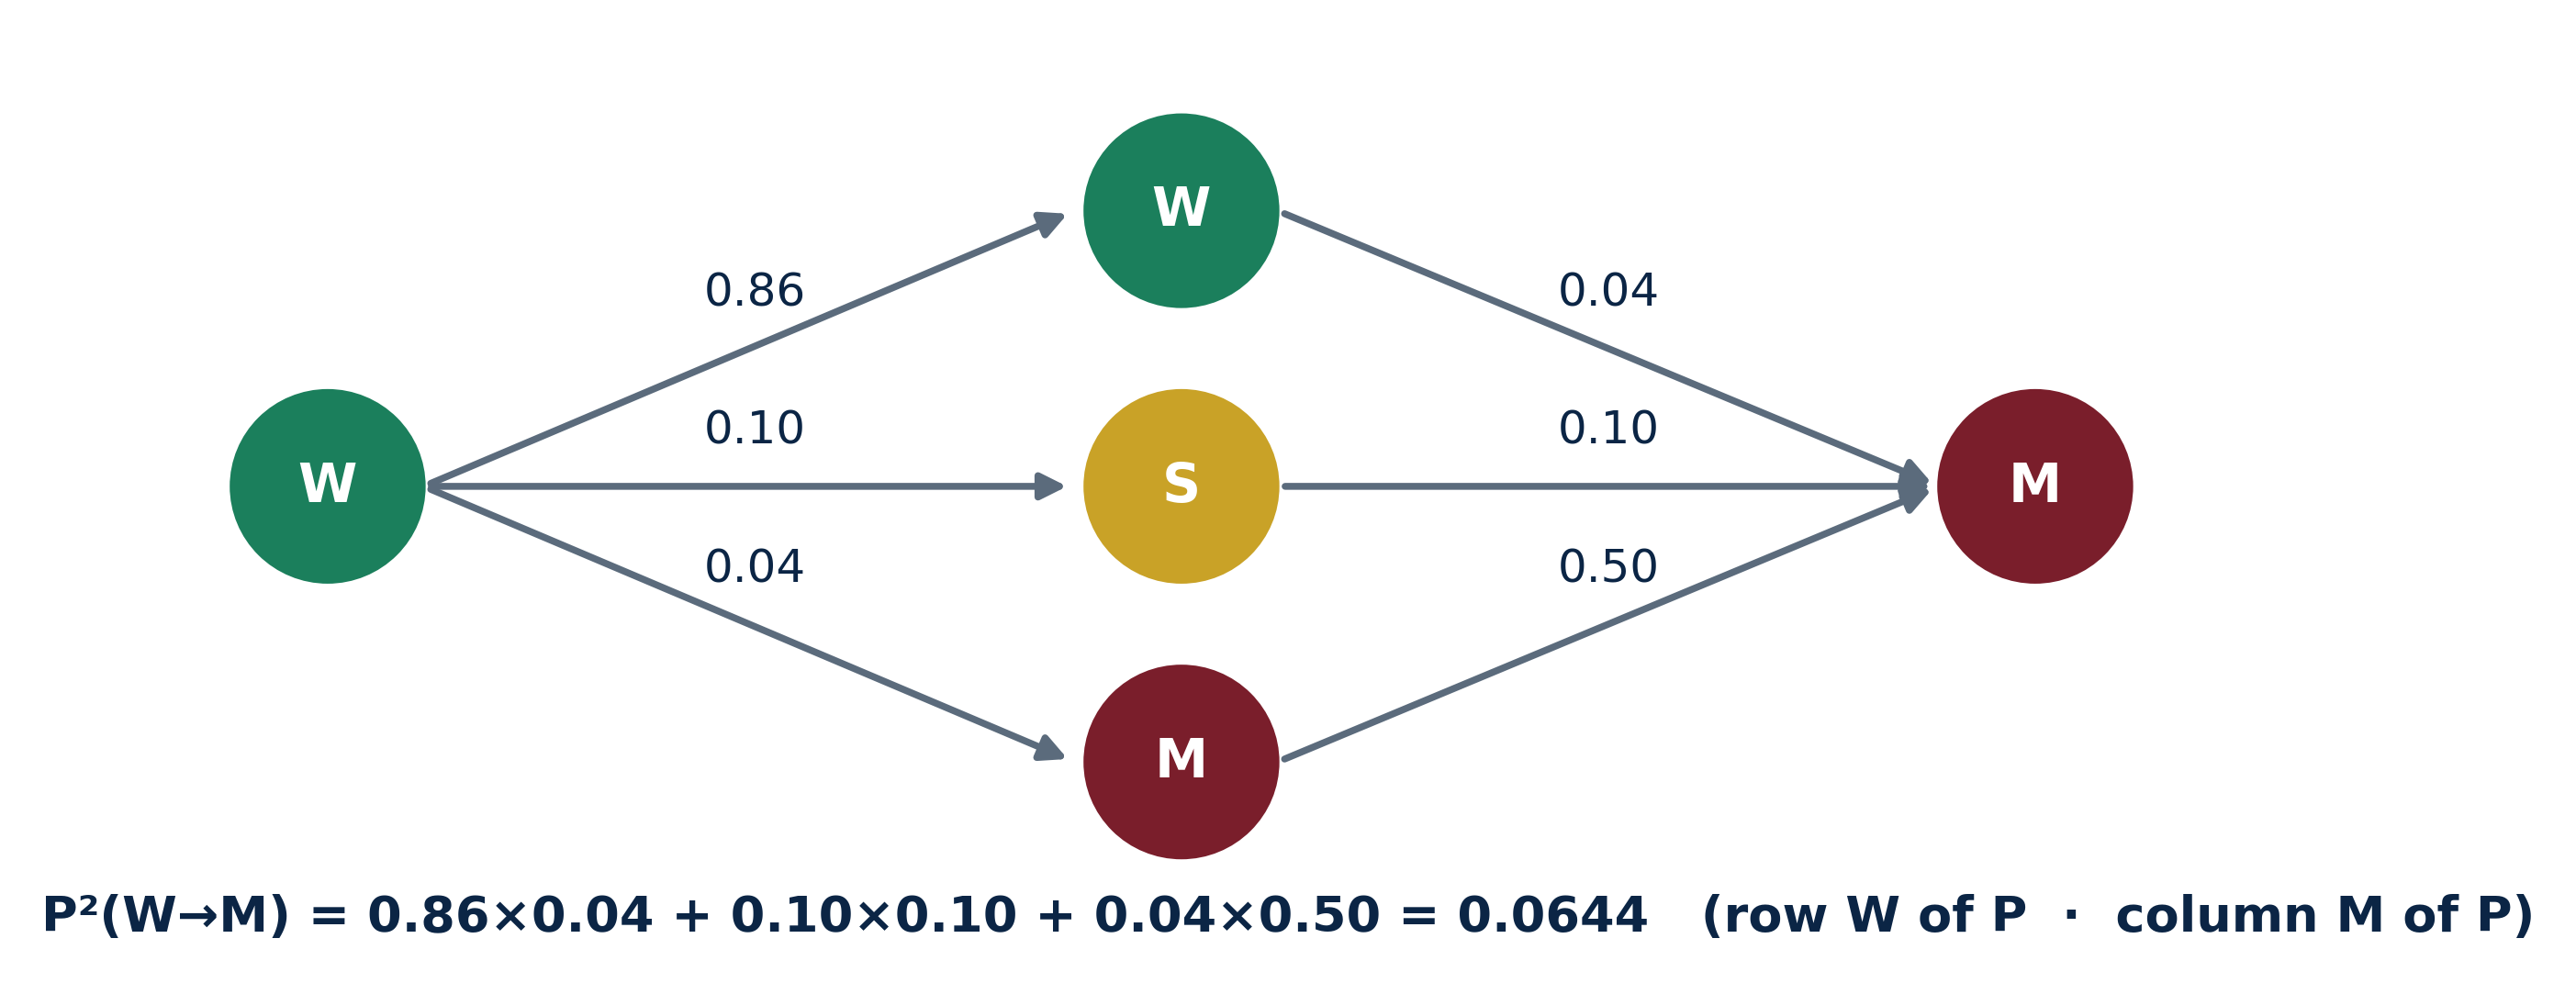 W
0.86
0.04
0.10
0.10
W
S
M
0.04
0.50
M
P²(W→M) = 0.86×0.04 + 0.10×0.10 + 0.04×0.50 = 0.0644 (row W of P · column M of P)